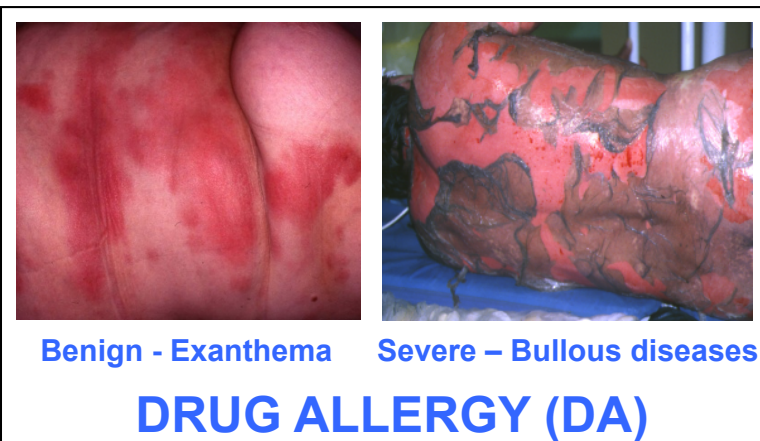 Benign - Exanthema
Severe – Bullous diseases
DRUG ALLERGY (DA)